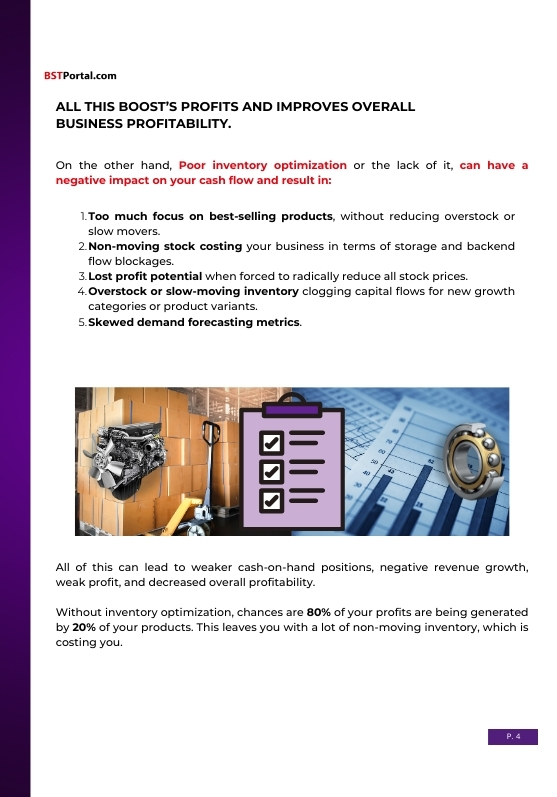 BSTPortal.com
ALL THIS BOOST'S PROFITS AND IMPROVES OVERALL
BUSINESS PROFITABILITY.
On the other hand, Poor inventory optimization or the lack of it, can have a
negative impact on your cash flow and result in:
1. Too much focus on best-selling products, without reducing overstock or
slow movers.
2. Non-moving stock costing your business in terms of storage and backend
flow blockages.
3. Lost profit potential when forced to radically reduce all stock prices.
4. Overstock or slow-moving inventory clogging capital flows for new growth
categories or product variants.
5. Skewed demand forecasting metrics.
All of this can lead to weaker cash-on-hand positions, negative revenue growth,
weak profit, and decreased overall profitability.
Without inventory optimization, chances are 80% of your profits are being generated
by 20% of your products. This leaves you with a lot of non-moving inventory, which is
costing you.
P. 4